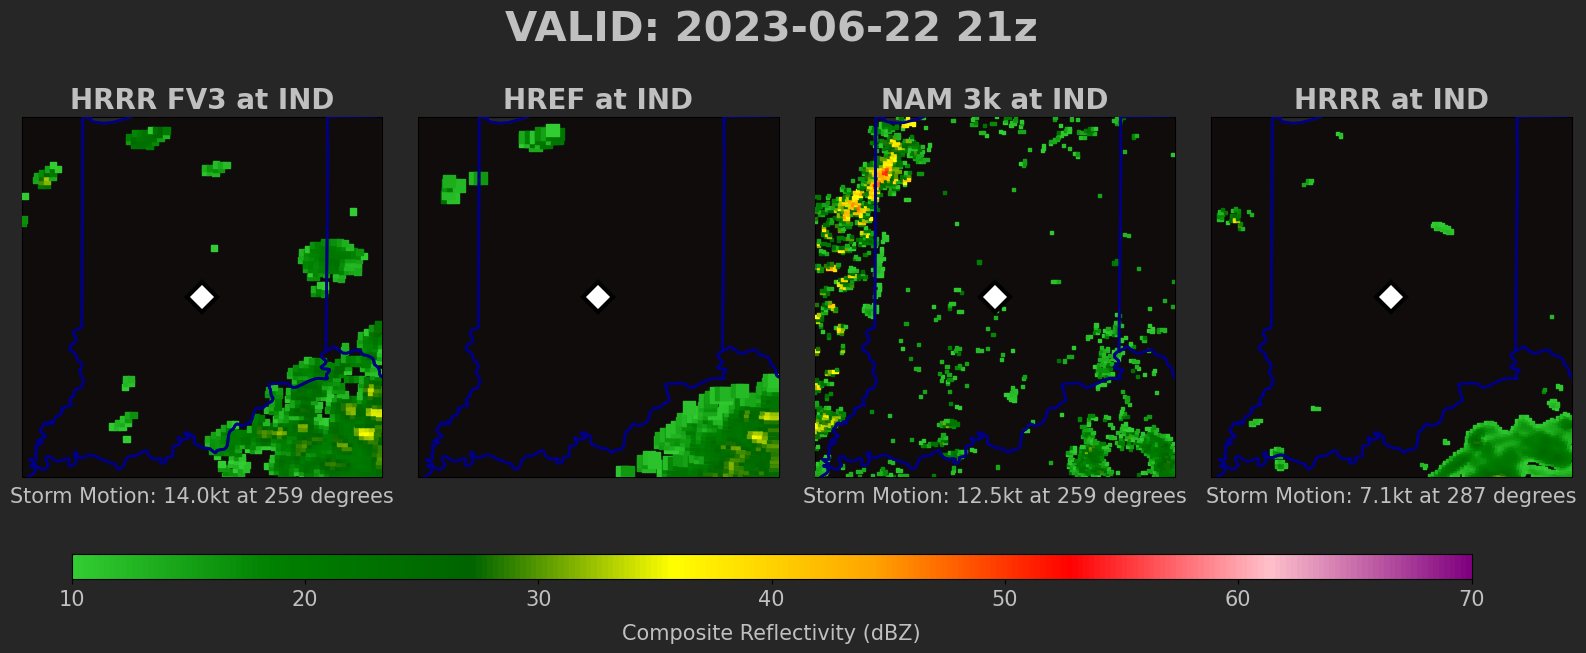 VALID: 2023-06-22 21z
HRRR FV3 at IND
HREF at IND
NAM 3k at IND
HRRR at IND
Storm Motion: 14.0kt at 259 degrees
Storm Motion: 12.5kt at 259 degrees
Storm Motion: 7.1kt at 287 degrees
10 20 30 40 50 60 70
Composite Reflectivity (dBZ)